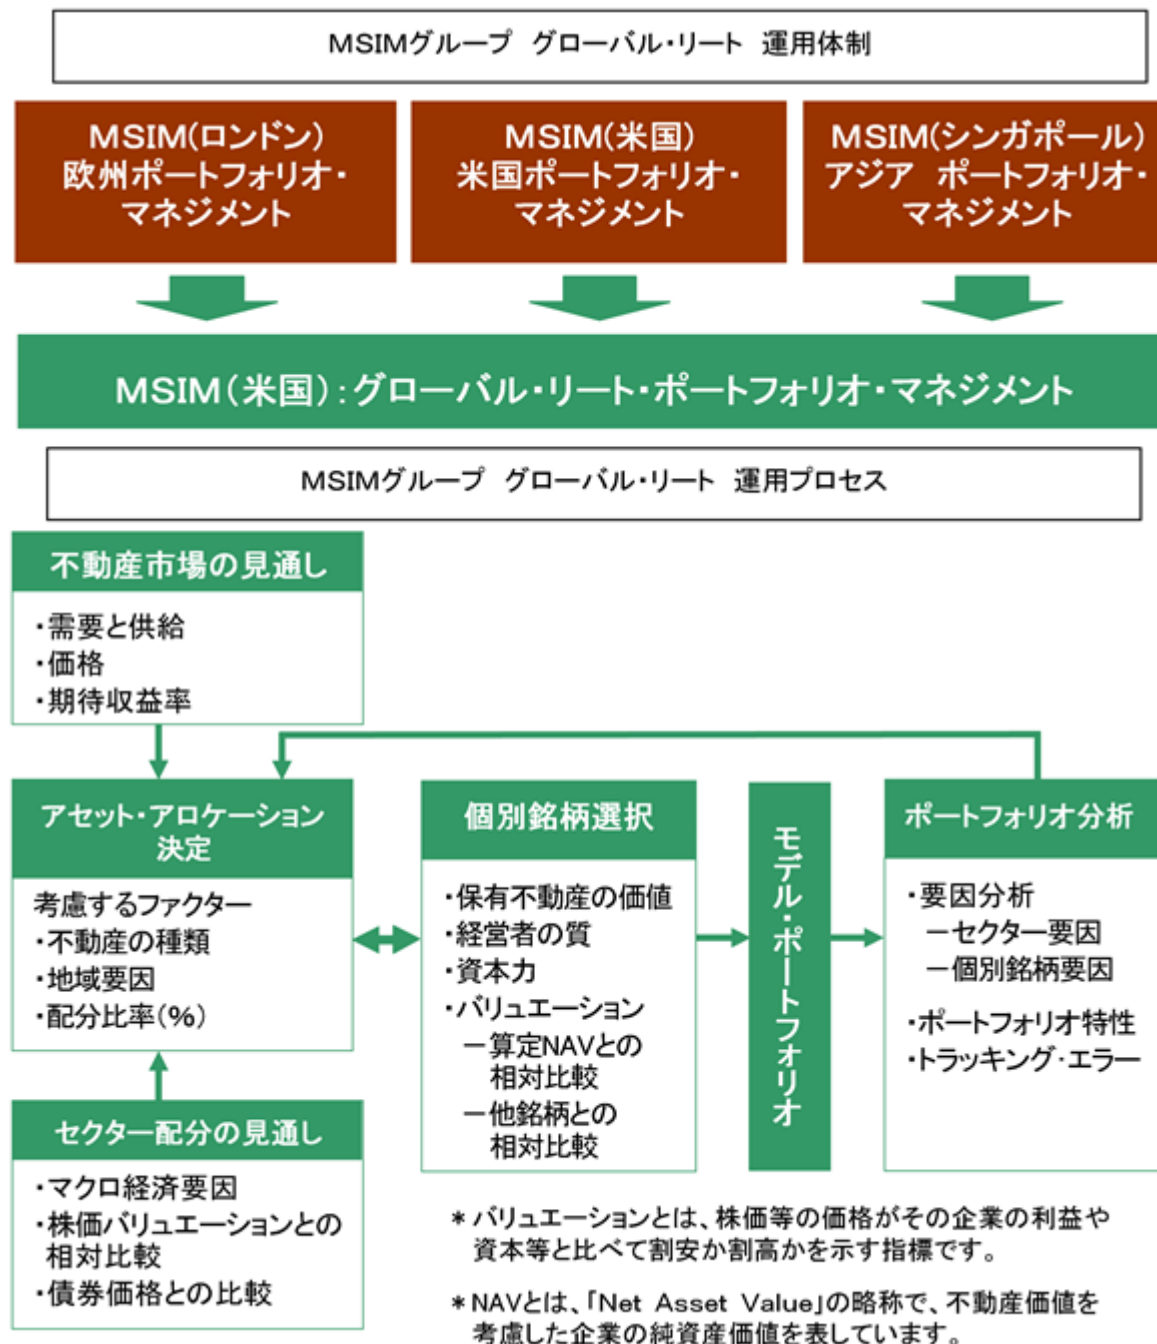 MSIMグループ グローバル・リート 運用体制
MSIM(ロンドン)
欧州ポートフォリオ・
マネジメント
MSIM(米国)
米国ポートフォリオ・
マネジメント
MSIM(シンガポール)
アジア ポートフォリオ・
マネジメント
MSIM(米国):グローバル・リート・ポートフォリオ・マネジメント
MSIMグループ グローバル・リート 運用プロセス
不動産市場の見通し
・需要と供給
・価格
・期待収益率
アセット・アロケーション
決定
考慮するファクター
・不動産の種類
・地域要因
・配分比率(%)
セクター配分の見通し
・マクロ経済要因
・株価バリュエーションとの
相対比較
・債券価格との比較
個別銘柄選択
・保有不動産の価値
・経営者の質
・資本力
・バリュエーション
－算定NAVとの
相対比較
－他銘柄との
相対比較
モデル・ポートフォリオ
ポートフォリオ分析
・要因分析
－セクター要因
－個別銘柄要因
・ポートフォリオ特性
・トラッキング・エラー
* バリュエーションとは、株価等の価格がその企業の利益や
資本等と比べて割安か割高かを示す指標です。
* NAVとは、「Net Asset Value」の略称で、不動産価値を
考慮した企業の純資産価値を表しています。